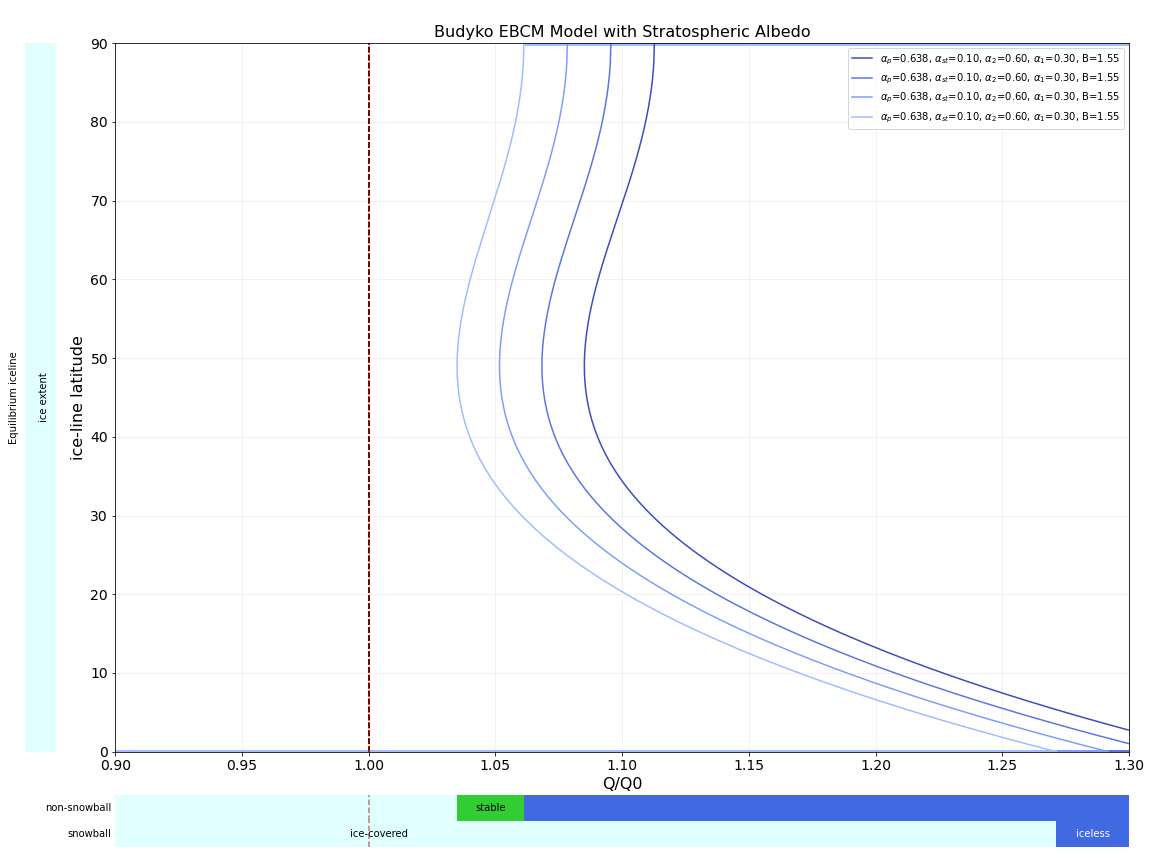 Budyko EBCM Model with Stratospheric Albedo
αp=0.638, αst=0.10, α2=0.60, α1=0.30, B=1.55
αp=0.638, αst=0.10, α2=0.60, α1=0.30, B=1.55
αp=0.638, αst=0.10, α2=0.60, α1=0.30, B=1.55
αp=0.638, αst=0.10, α2=0.60, α1=0.30, B=1.55
90
80
70
60
50
40
30
20
10
0
Equilibrium iceline
ice extent
ice-line latitude
0.90 0.95 1.00 1.05 1.10 1.15 1.20 1.25 1.30
Q/Q0
non-snowball stable
snowball ice-covered iceless